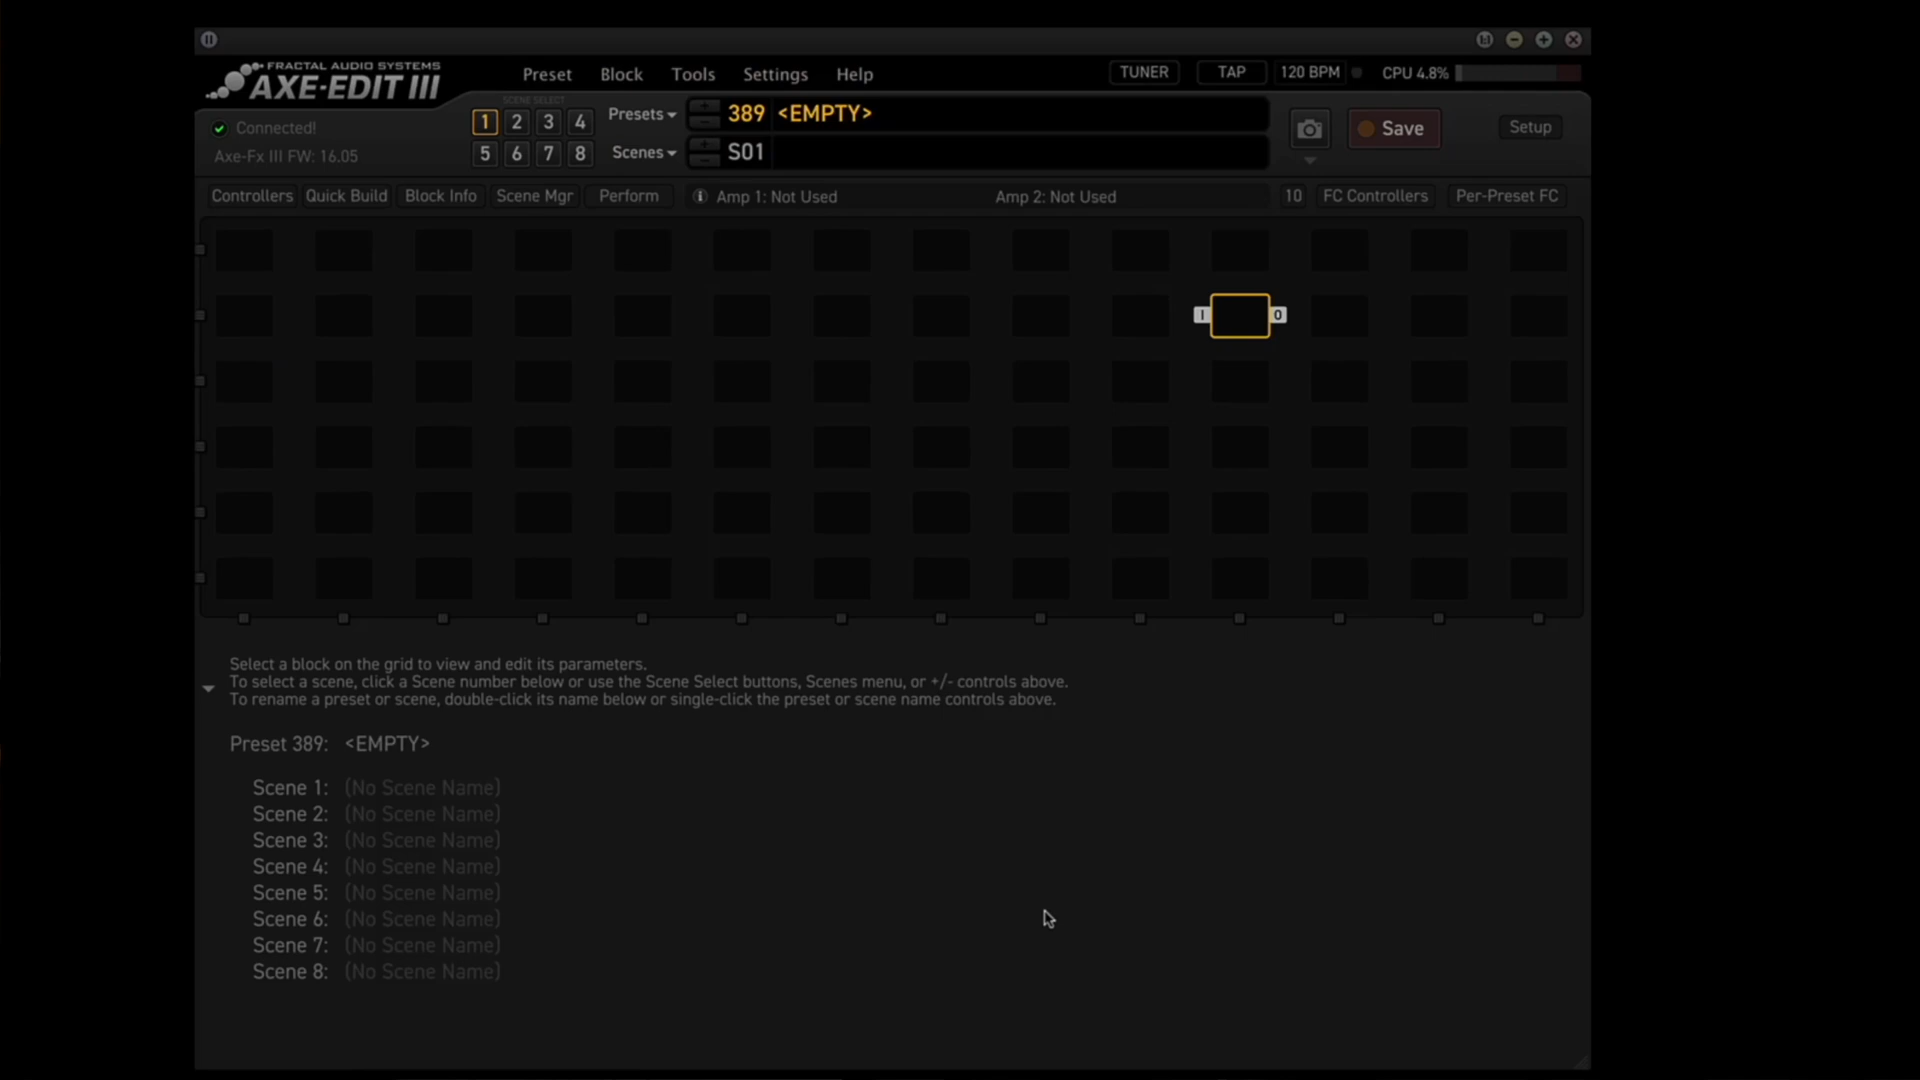 FRACTAL AUDIO SYSTEMS
AXE-EDIT III
Preset Block Tools Settings Help
TUNER TAP 120 BPM CPU 4.8%
SCENE SELECT
Connected!
Axe-Fx III FW: 16.05
1 2 3 4
5 6 7 8
Presets
389 <EMPTY>
Scenes
S01
Save
Setup
Controllers Quick Build Block Info Scene Mgr Perform Amp 1: Not Used Amp 2: Not Used 10 FC Controllers Per-Preset FC
I O
Select a block on the grid to view and edit its parameters.
To select a scene, click a Scene number below or use the Scene Select buttons, Scenes menu, or +/- controls above.
To rename a preset or scene, double-click its name below or single-click the preset or scene name controls above.
Preset 389: <EMPTY>
Scene 1: (No Scene Name)
Scene 2: (No Scene Name)
Scene 3: (No Scene Name)
Scene 4: (No Scene Name)
Scene 5: (No Scene Name)
Scene 6: (No Scene Name)
Scene 7: (No Scene Name)
Scene 8: (No Scene Name)